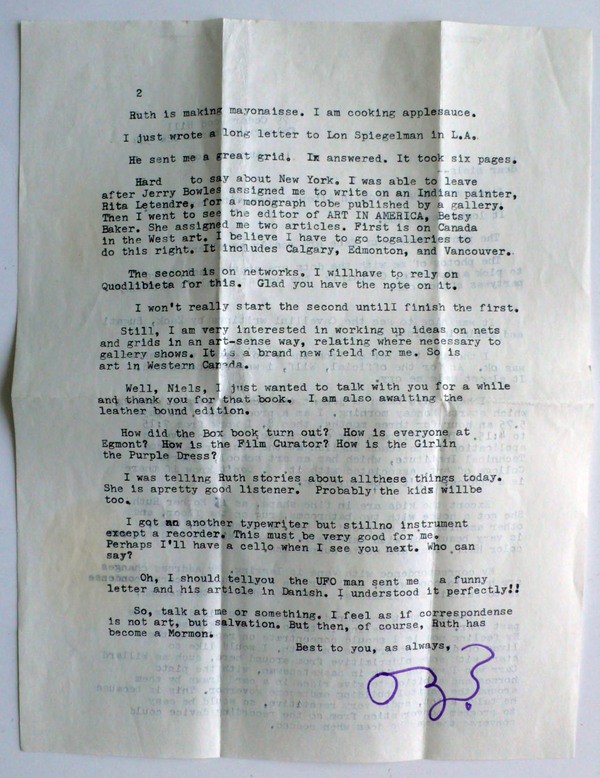 2
Ruth is making mayonaisse. I am cooking applesauce.
I just wrote a long letter to Lon Spiegelman in L.A.
He sent me a great grid. In answered. It took six pages.
Hard to say about New York. I was able to leave
after Jerry Bowles assigned me to write on an Indian painter,
Rita Letendre, for a monograph tobe published by a gallery.
Then I went to see the editor of ART IN AMERICA, Betsy
Baker. She assigned me two articles. First is on Canada
in the West art. I believe I have to go togalleries to
do this right. It includes Calgary, Edmonton, and Vancouver.
The second is on networks. I willhave to rely on
Quodlibieta for this. Glad you have the npte on it.
I won't really start the second untilI finish the first.
Still, I am very interested in working up ideas on nets
and grids in an art-sense way, relating where necessary to
gallery shows. It is a brand new field for me. So is
art in Western Canada.
Well, Niels, I just wanted to talk with you for a while
and thank you for that book. I am also awaiting the
leather bound edition.
How did the Box book turn out? How is everyone at
Egmont? How is the Film Curator? How is the Girlin
the Purple Dress?
I was telling Ruth stories about allthese things today.
She is apretty good listener. Probably the kids willbe
too.
I got an another typewriter but stillno instrument
except a recorder. This must be very good for me.
Perhaps I'll have a cello when I see you next. Who can
say?
Oh, I should tellyou the UFO man sent me a funny
letter and his article in Danish. I understood it perfectly!!
So, talk at me or something. I feel as if correspondense
is not art, but salvation. But then, of course, Ruth has
become a Mormon.
Best to you, as always,